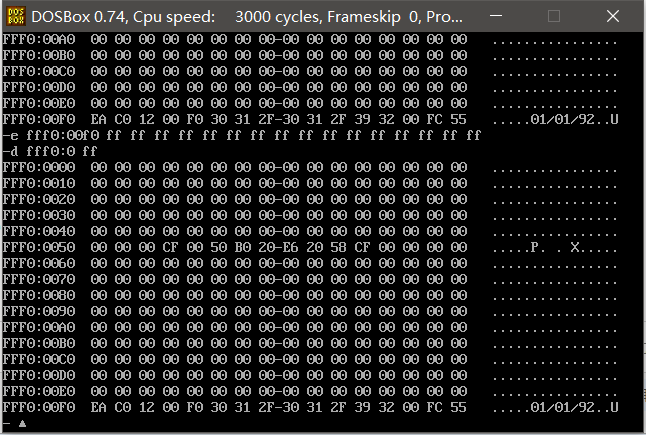 DOS BOX DOSBox 0.74, Cpu speed: 3000 cycles, Frameskip 0, Pro...
FFF0:00A0 00 00 00 00 00 00 00 00-00 00 00 00 00 00 00 00 ................
FFF0:00B0 00 00 00 00 00 00 00 00-00 00 00 00 00 00 00 00 ................
FFF0:00C0 00 00 00 00 00 00 00 00-00 00 00 00 00 00 00 00 ................
FFF0:00D0 00 00 00 00 00 00 00 00-00 00 00 00 00 00 00 00 ................
FFF0:00E0 00 00 00 00 00 00 00 00-00 00 00 00 00 00 00 00 ................
FFF0:00F0 EA C0 12 00 F0 30 31 2F-30 31 2F 39 32 00 FC 55 .....01/01/92..U
-e fff0:00f0 ff ff ff ff ff ff ff ff ff ff ff ff ff ff ff
-d fff0:0 ff
FFF0:0000 00 00 00 00 00 00 00 00-00 00 00 00 00 00 00 00 ................
FFF0:0010 00 00 00 00 00 00 00 00-00 00 00 00 00 00 00 00 ................
FFF0:0020 00 00 00 00 00 00 00 00-00 00 00 00 00 00 00 00 ................
FFF0:0030 00 00 00 00 00 00 00 00-00 00 00 00 00 00 00 00 ................
FFF0:0040 00 00 00 00 00 00 00 00-00 00 00 00 00 00 00 00 ................
FFF0:0050 00 00 00 CF 00 50 B0 20-E6 20 58 CF 00 00 00 00 .....P. . X.....
FFF0:0060 00 00 00 00 00 00 00 00-00 00 00 00 00 00 00 00 ................
FFF0:0070 00 00 00 00 00 00 00 00-00 00 00 00 00 00 00 00 ................
FFF0:0080 00 00 00 00 00 00 00 00-00 00 00 00 00 00 00 00 ................
FFF0:0090 00 00 00 00 00 00 00 00-00 00 00 00 00 00 00 00 ................
FFF0:00A0 00 00 00 00 00 00 00 00-00 00 00 00 00 00 00 00 ................
FFF0:00B0 00 00 00 00 00 00 00 00-00 00 00 00 00 00 00 00 ................
FFF0:00C0 00 00 00 00 00 00 00 00-00 00 00 00 00 00 00 00 ................
FFF0:00D0 00 00 00 00 00 00 00 00-00 00 00 00 00 00 00 00 ................
FFF0:00E0 00 00 00 00 00 00 00 00-00 00 00 00 00 00 00 00 ................
FFF0:00F0 EA C0 12 00 F0 30 31 2F-30 31 2F 39 32 00 FC 55 .....01/01/92..U
- ▲